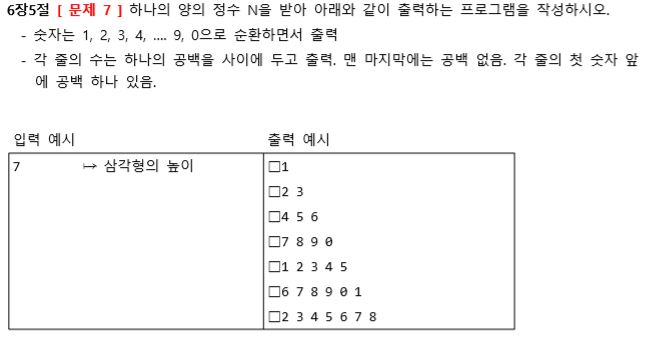 6장5절 [ 문제 7 ] 하나의 양의 정수 N을 받아 아래와 같이 출력하는 프로그램을 작성하시오.
- 숫자는 1, 2, 3, 4, .... 9, 0으로 순환하면서 출력
- 각 줄의 수는 하나의 공백을 사이에 두고 출력. 맨 마지막에는 공백 없음. 각 줄의 첫 숫자 앞
에 공백 하나 있음.
입력 예시 출력 예시
7 ↦ 삼각형의 높이 □1
□2 3
□4 5 6
□7 8 9 0
□1 2 3 4 5
□6 7 8 9 0 1
□2 3 4 5 6 7 8